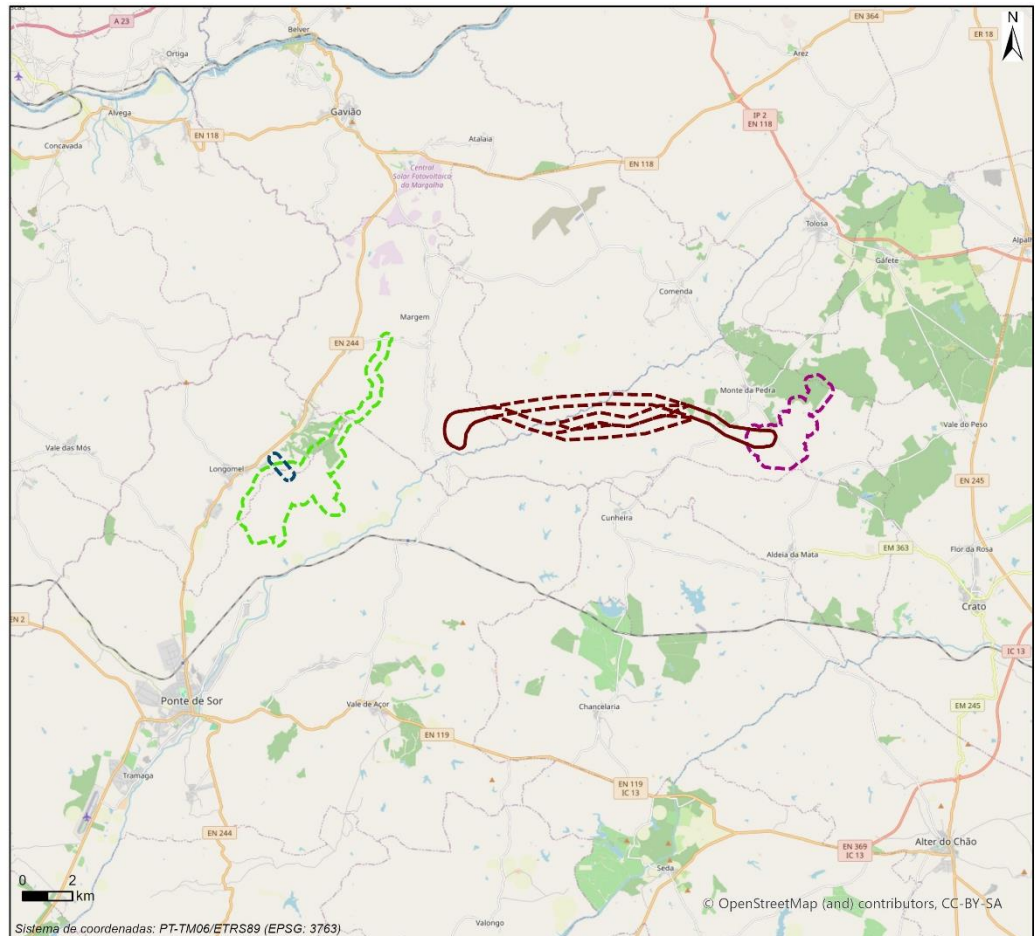 A 23
Belver
EN 364
ER 18
N
Ortiga
Arez
Gavião
Alvega
IP 2
EN 118
EN 118
Concavada
Atalaia
EN 118
Central
Solar Fotovoltaica
da Margalha
Tolosa
Alpalh
Gáfete
Comenda
Margem
EN 244
Monte da Pedra
Vale do Peso
Vale das Mós
Longomel
EN 245
Cunheira
Aldeia da Mata
EM 363
Flor da Rosa
Crato
EN 2
IC 13
Ponte de Sor
Vale de Açor
Chancelaria
EM 245
EN 119
Tramaga
EN 119
IC 13
EN 244
EN 369
IC 13
Alter do Chão
Seda
0 2
km
© OpenStreetMap (and) contributors, CC-BY-SA
Valongo
Sistema de coordenadas: PT-TM06/ETRS89 (EPSG: 3763)